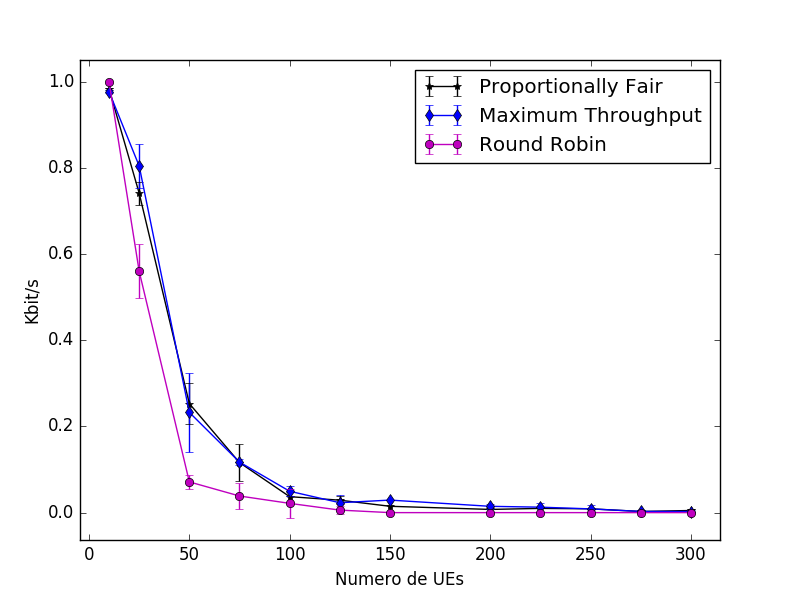 Proportionally Fair
Maximum Throughput
Round Robin
1.0
0.8
0.6
0.4
0.2
0.0
Kbit/s
0 50 100 150 200 250 300
Numero de UEs